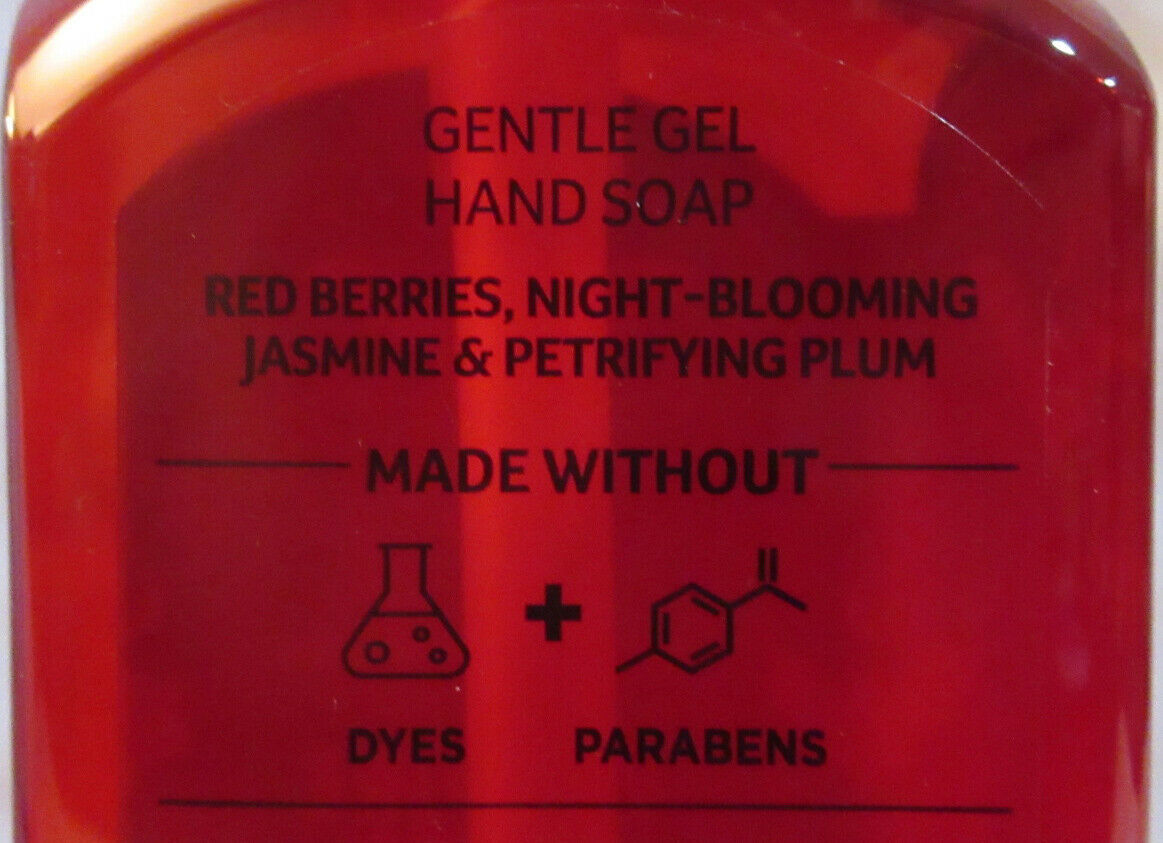 GENTLE GEL
HAND SOAP
RED BERRIES, NIGHT-BLOOMING
JASMINE & PETRIFYING PLUM
MADE WITHOUT
+
DYES PARABENS